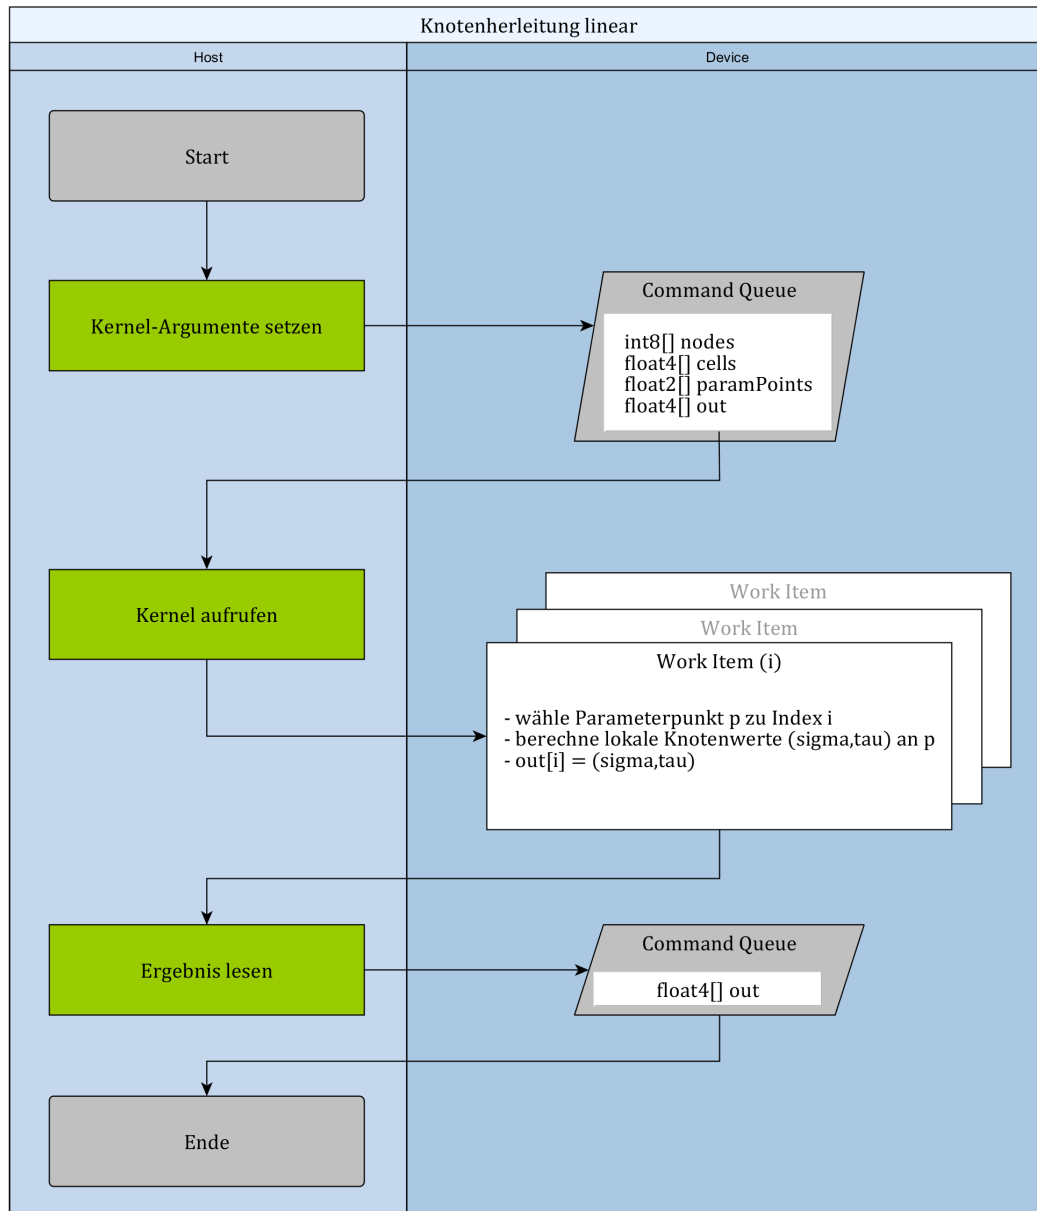 Knotenherleitung linear
Host
Device
Start
Kernel-Argumente setzen
Command Queue
int8[] nodes
float4[] cells
float2[] paramPoints
float4[] out
Kernel aufrufen
Work Item
Work Item
Work Item (i)
- wähle Parameterpunkt p zu Index i
- berechne lokale Knotenwerte (sigma,tau) an p
- out[i] = (sigma,tau)
Ergebnis lesen
Command Queue
float4[] out
Ende